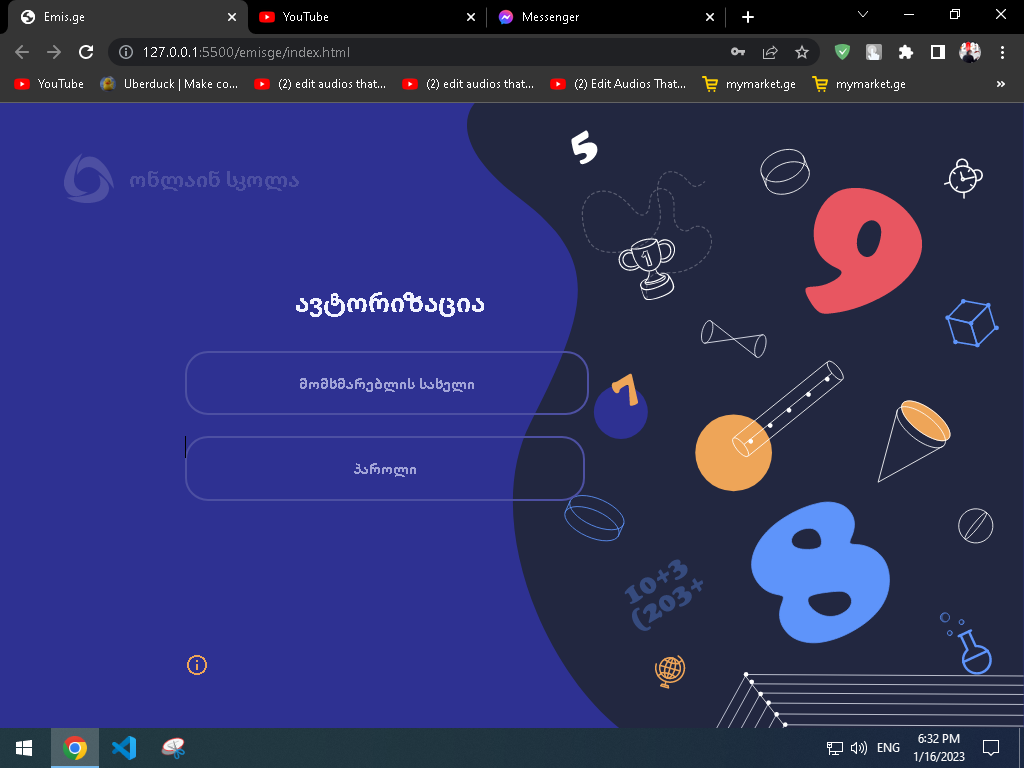 Emis.ge
YouTube
Messenger
127.0.0.1:5500/emisge/index.html
YouTube
Uberduck | Make co...
(2) edit audios that...
(2) edit audios that...
(2) Edit Audios That...
mymarket.ge
mymarket.ge
»
5
ონლაინ სკოლა
9
1
ავტორიზაცია
მომხმარებლის სახელი
7
პაროლი
8
10+3
(203+
ENG
6:32 PM
1/16/2023